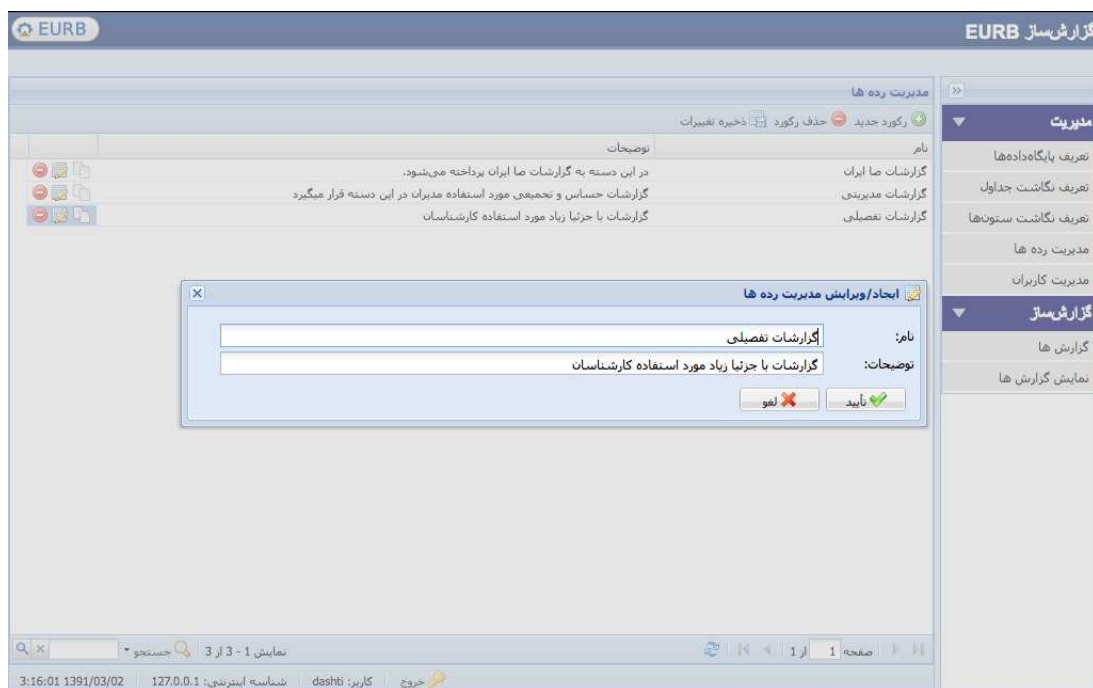 گزارش‌ساز EURB
EURB
مدیریت
تعریف پایگاه‌داده‌ها
تعریف نگاشت جداول
تعریف نگاشت ستون‌ها
مدیریت رده ها
مدیریت کاربران
گزارش‌ساز
گزارش ها
نمایش گزارش ها
مدیریت رده ها
رکورد جدید حذف رکورد ذخیره تغییرات
نام توضیحات
گزارشات صا ایران در این دسته به گزارشات صا ایران پرداخته می‌شود.
گزارشات مدیریتی گزارشات حساس و تجمیعی مورد استفاده مدیران در این دسته قرار میگیرد
گزارشات تفصیلی گزارشات با جزئیا زیاد مورد استفاده کارشناسان
ایجاد/ویرایش مدیریت رده ها
نام: گزارشات تفصیلی
توضیحات: گزارشات با جزئیا زیاد مورد استفاده کارشناسان
تأیید لغو
صفحه 1 از 1 نمایش 1 - 3 از 3 جستجو
خروج کاربر: dashti شناسه اینترنتی: 127.0.0.1 1391/03/02 3:16:01